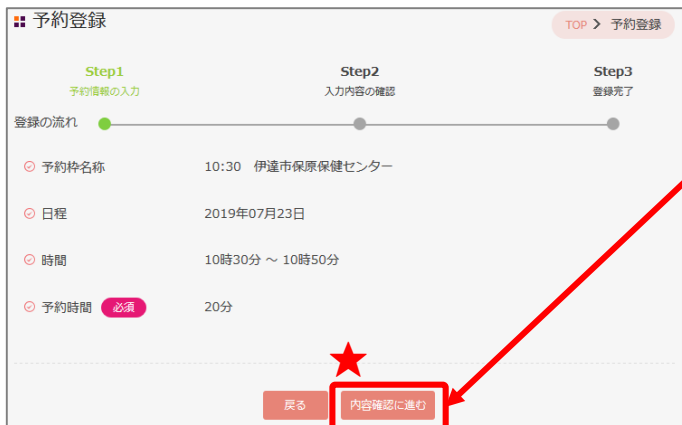 予約登録
TOP > 予約登録
Step1 Step2 Step3
予約情報の入力 入力内容の確認 登録完了
登録の流れ
予約枠名称 10:30 伊達市保原保健センター
日程 2019年07月23日
時間 10時30分 ～ 10時50分
予約時間 必須 20分
戻る 内容確認に進む